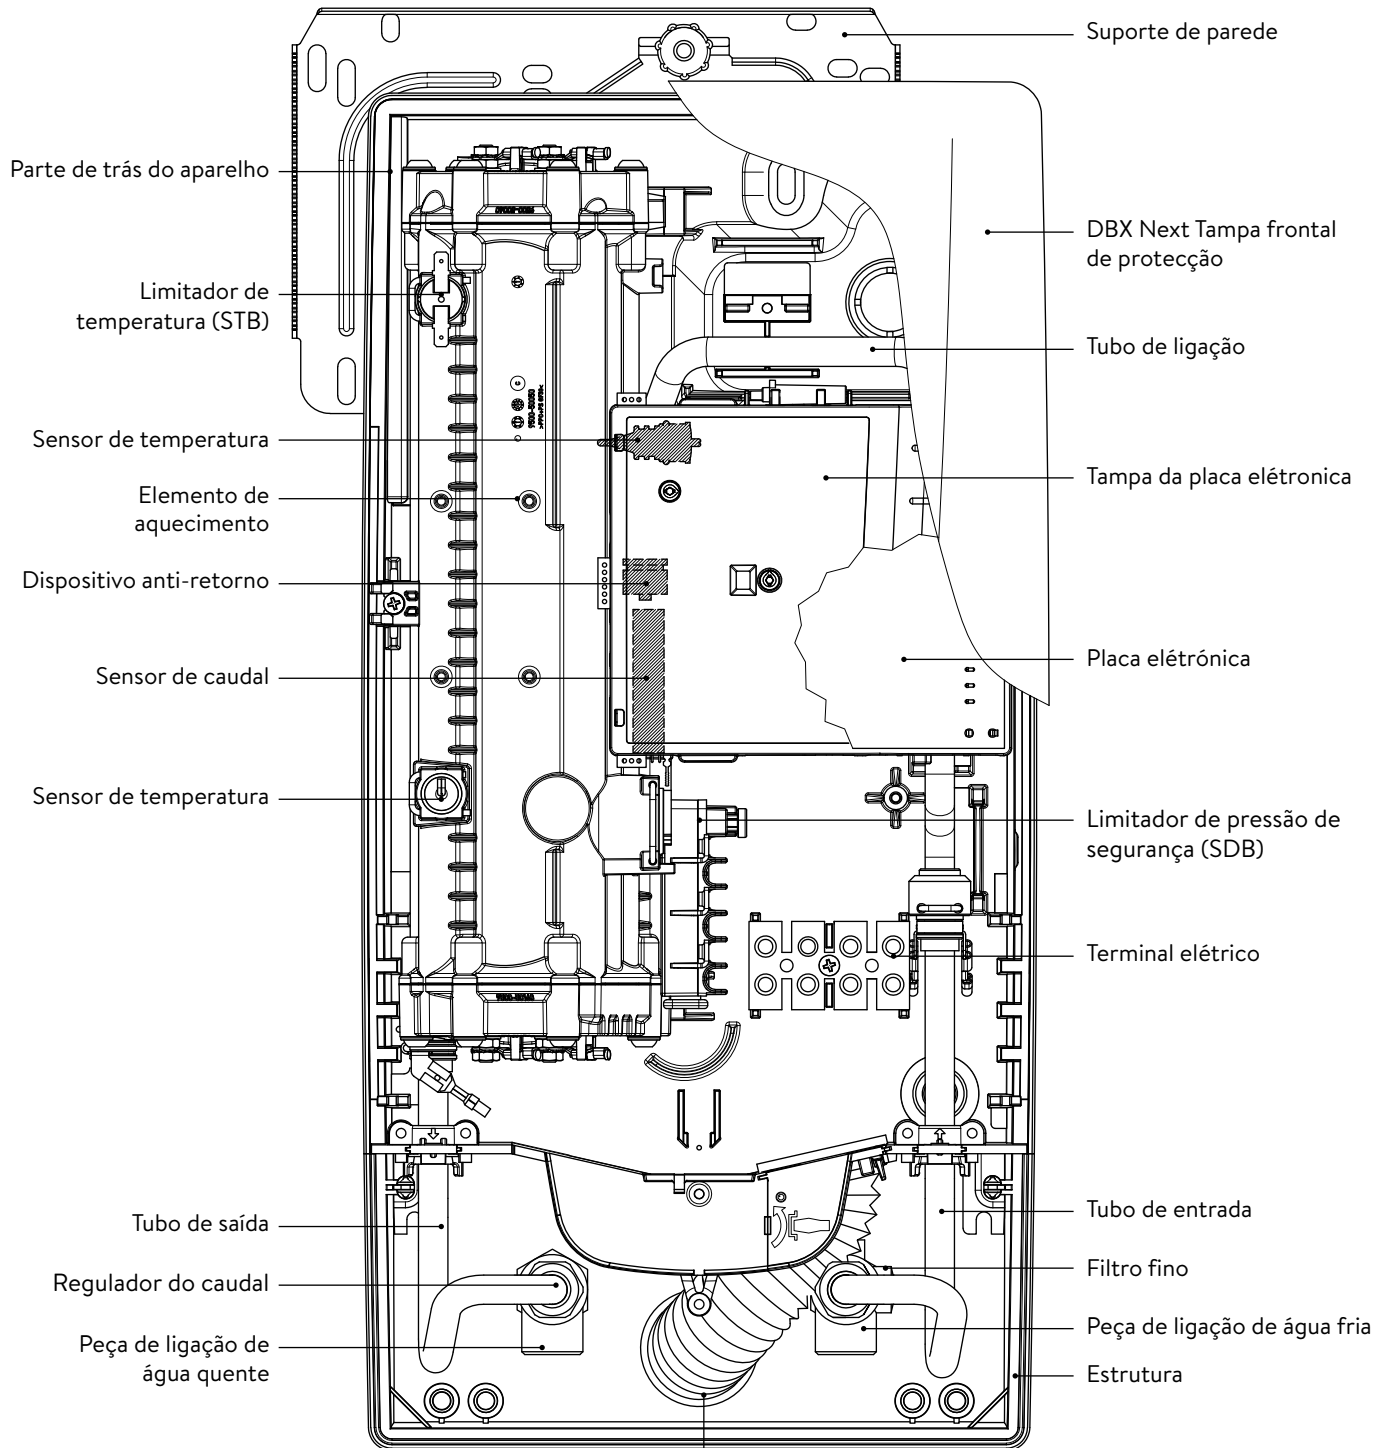 Suporte de parede
Parte de trás do aparelho
DBX Next Tampa frontal
de protecção
Limitador de
temperatura (STB)
Tubo de ligação
Sensor de temperatura
Tampa da placa elétronica
Elemento de
aquecimento
Dispositivo anti-retorno
Placa elétrónica
Sensor de caudal
Sensor de temperatura
Limitador de pressão de
segurança (SDB)
Terminal elétrico
Tubo de saída
Tubo de entrada
Regulador do caudal
Filtro fino
Peça de ligação de
água quente
Peça de ligação de água fria
Estrutura